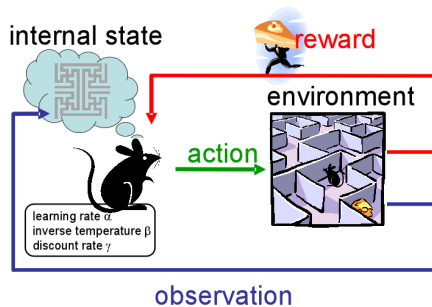 internal state
reward
environment
action
learning rate α
inverse temperature β
discount rate γ
observation